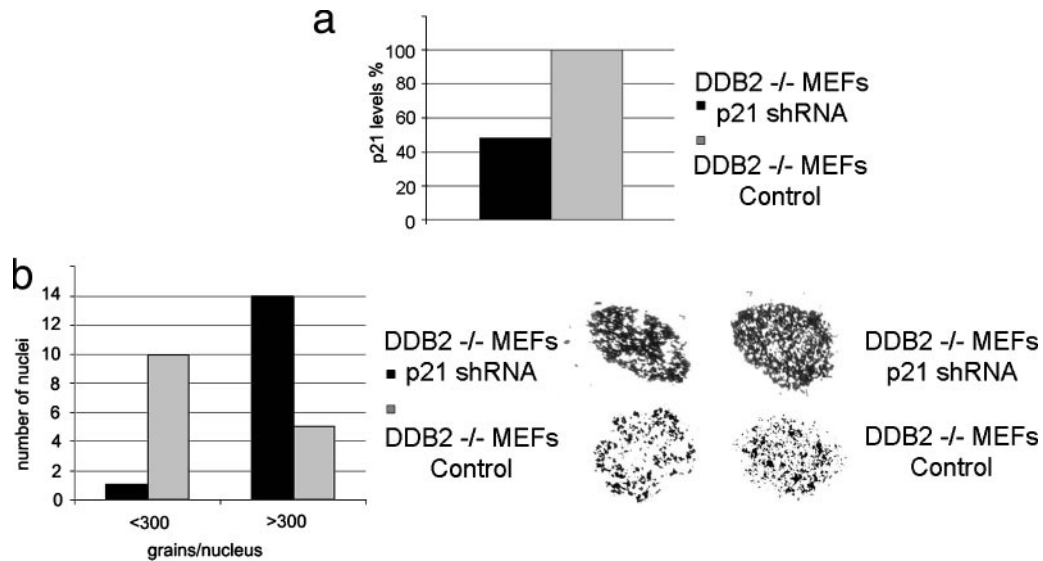 a
p21 levels %
100
80
60
40
20
0
DDB2 -/- MEFs
p21 shRNA
DDB2 -/- MEFs
Control
b
number of nuclei
14
12
10
8
6
4
2
0
<300
>300
grains/nucleus
DDB2 -/- MEFs
p21 shRNA
DDB2 -/- MEFs
Control
DDB2 -/- MEFs
p21 shRNA
DDB2 -/- MEFs
Control